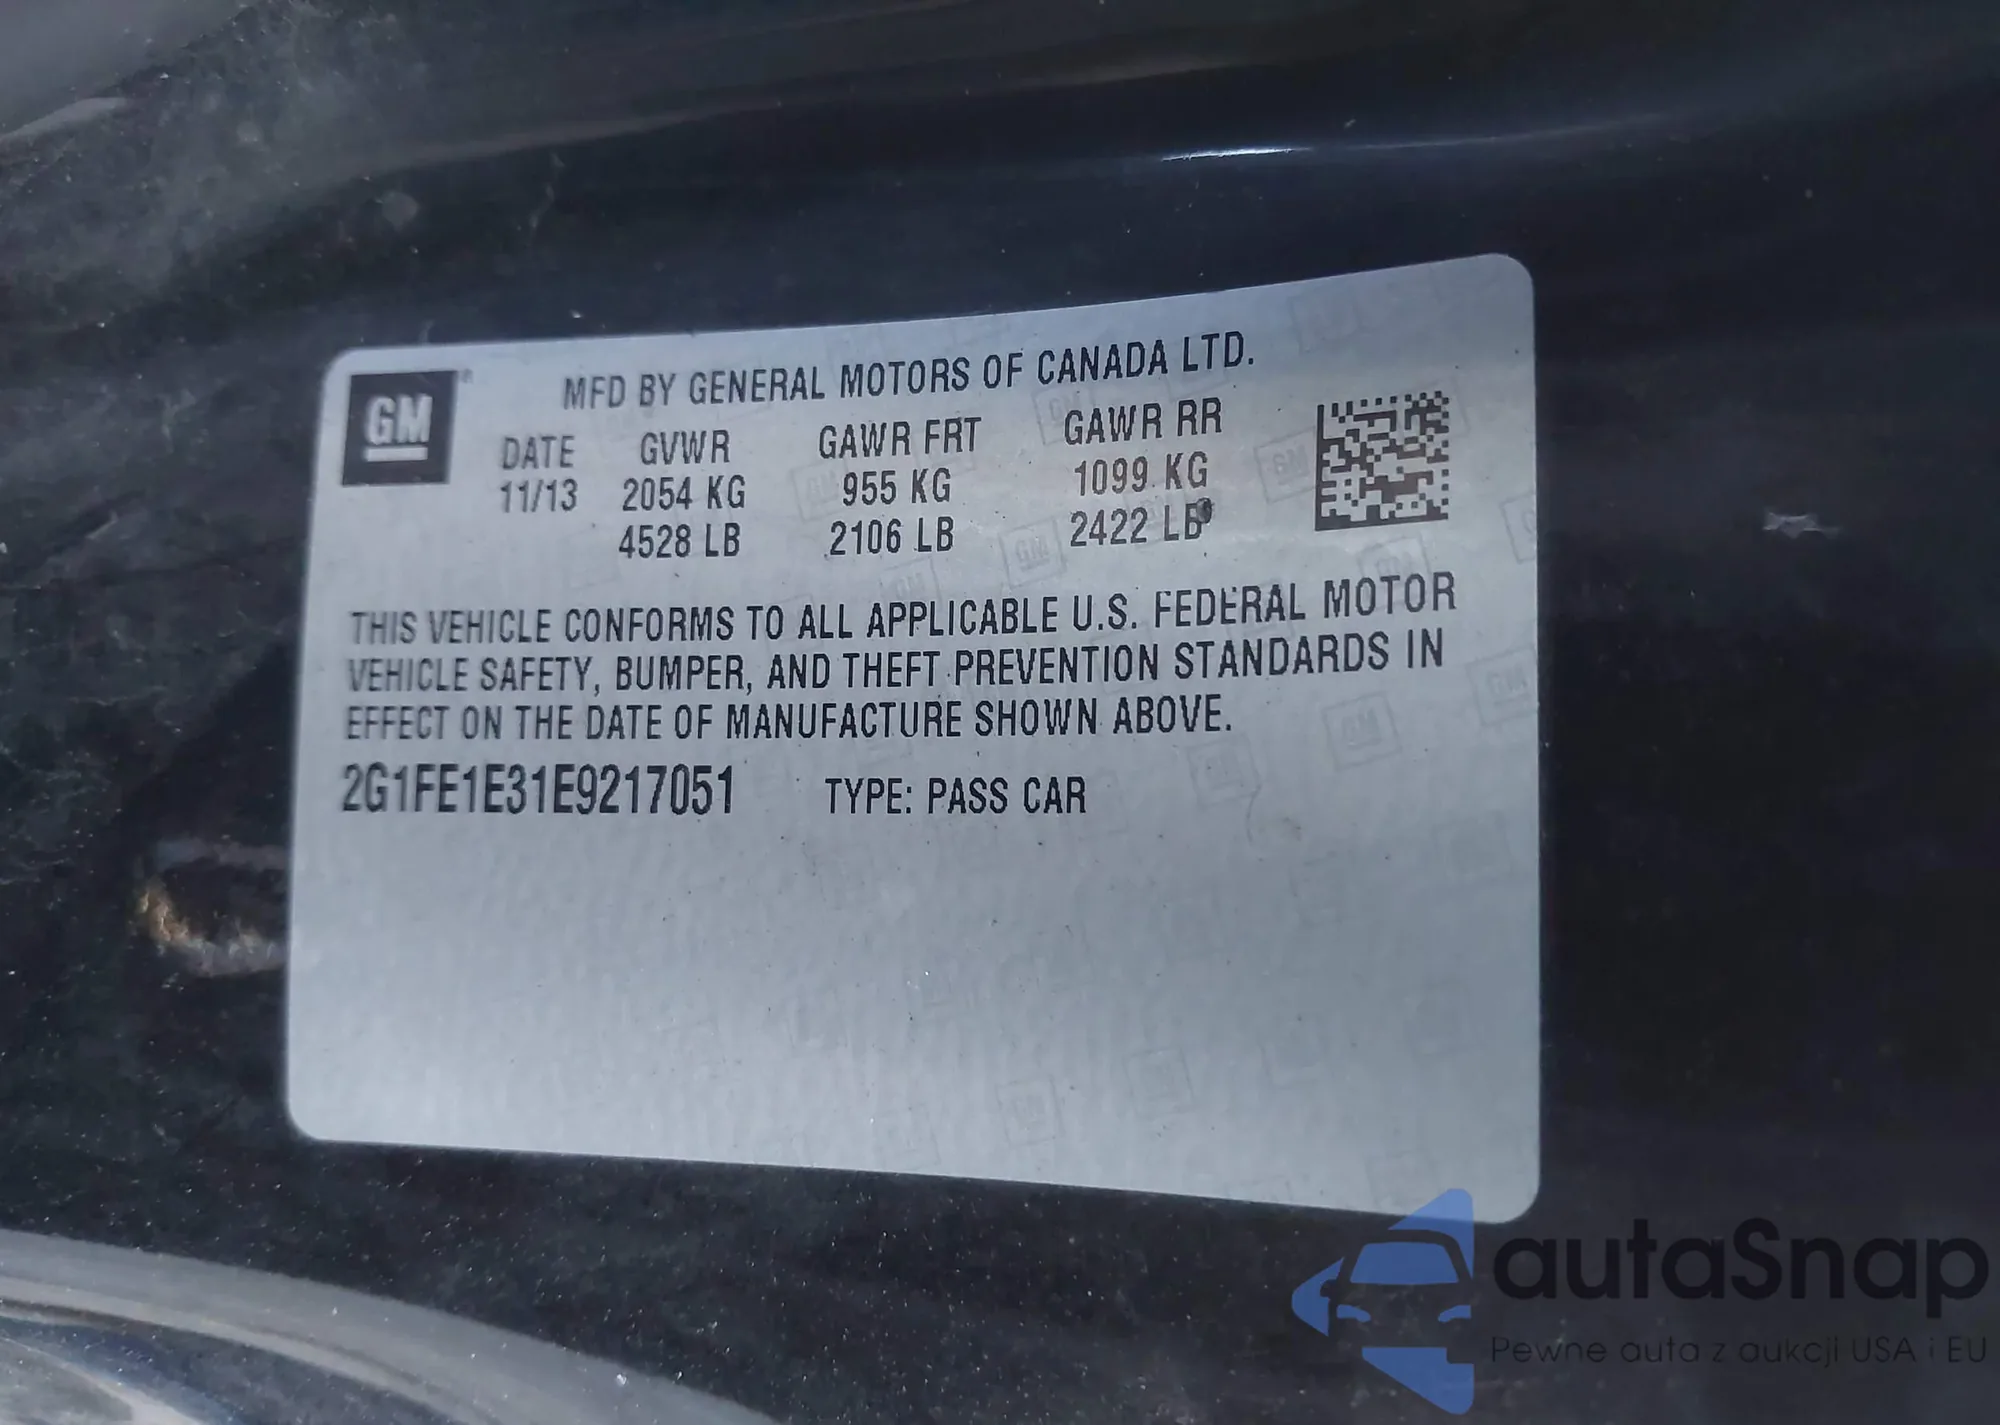 GM
MFD BY GENERAL MOTORS OF CANADA LTD.
DATE GVWR GAWR FRT GAWR RR
11/13 2054 KG 955 KG 1099 KG
4528 LB 2106 LB 2422 LB
THIS VEHICLE CONFORMS TO ALL APPLICABLE U.S. FEDERAL MOTOR
VEHICLE SAFETY, BUMPER, AND THEFT PREVENTION STANDARDS IN
EFFECT ON THE DATE OF MANUFACTURE SHOWN ABOVE.
2G1FE1E31E9217051 TYPE: PASS CAR
autaSnap
Pewne auta z aukcji USA i EU